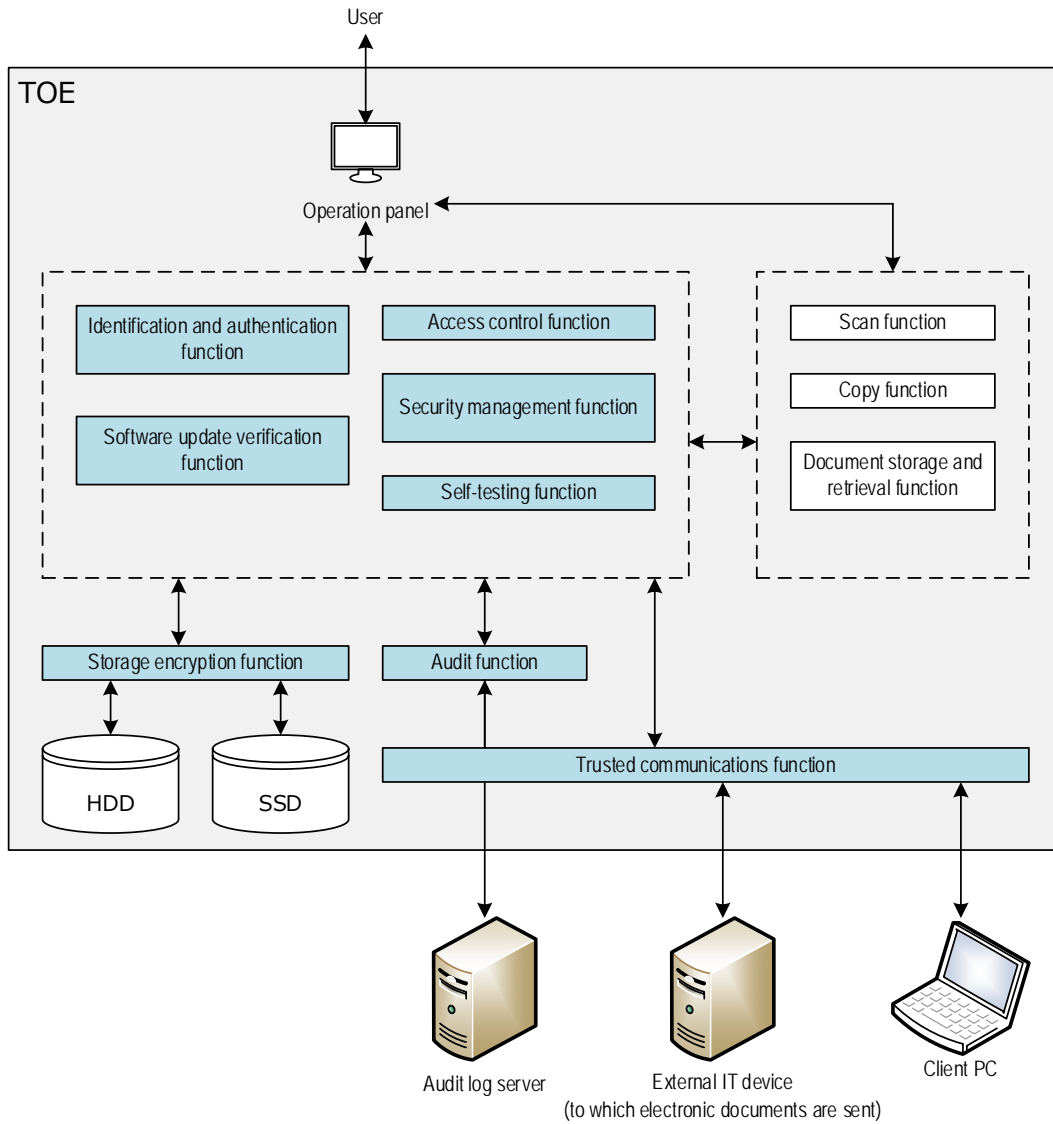 User
TOE
Operation panel
Identification and authentication
function
Access control function
Scan function
Security management function
Copy function
Software update verification
function
Document storage and
retrieval function
Self-testing function
Storage encryption function
Audit function
Trusted communications function
HDD
SSD
Audit log server
External IT device
(to which electronic documents are sent)
Client PC